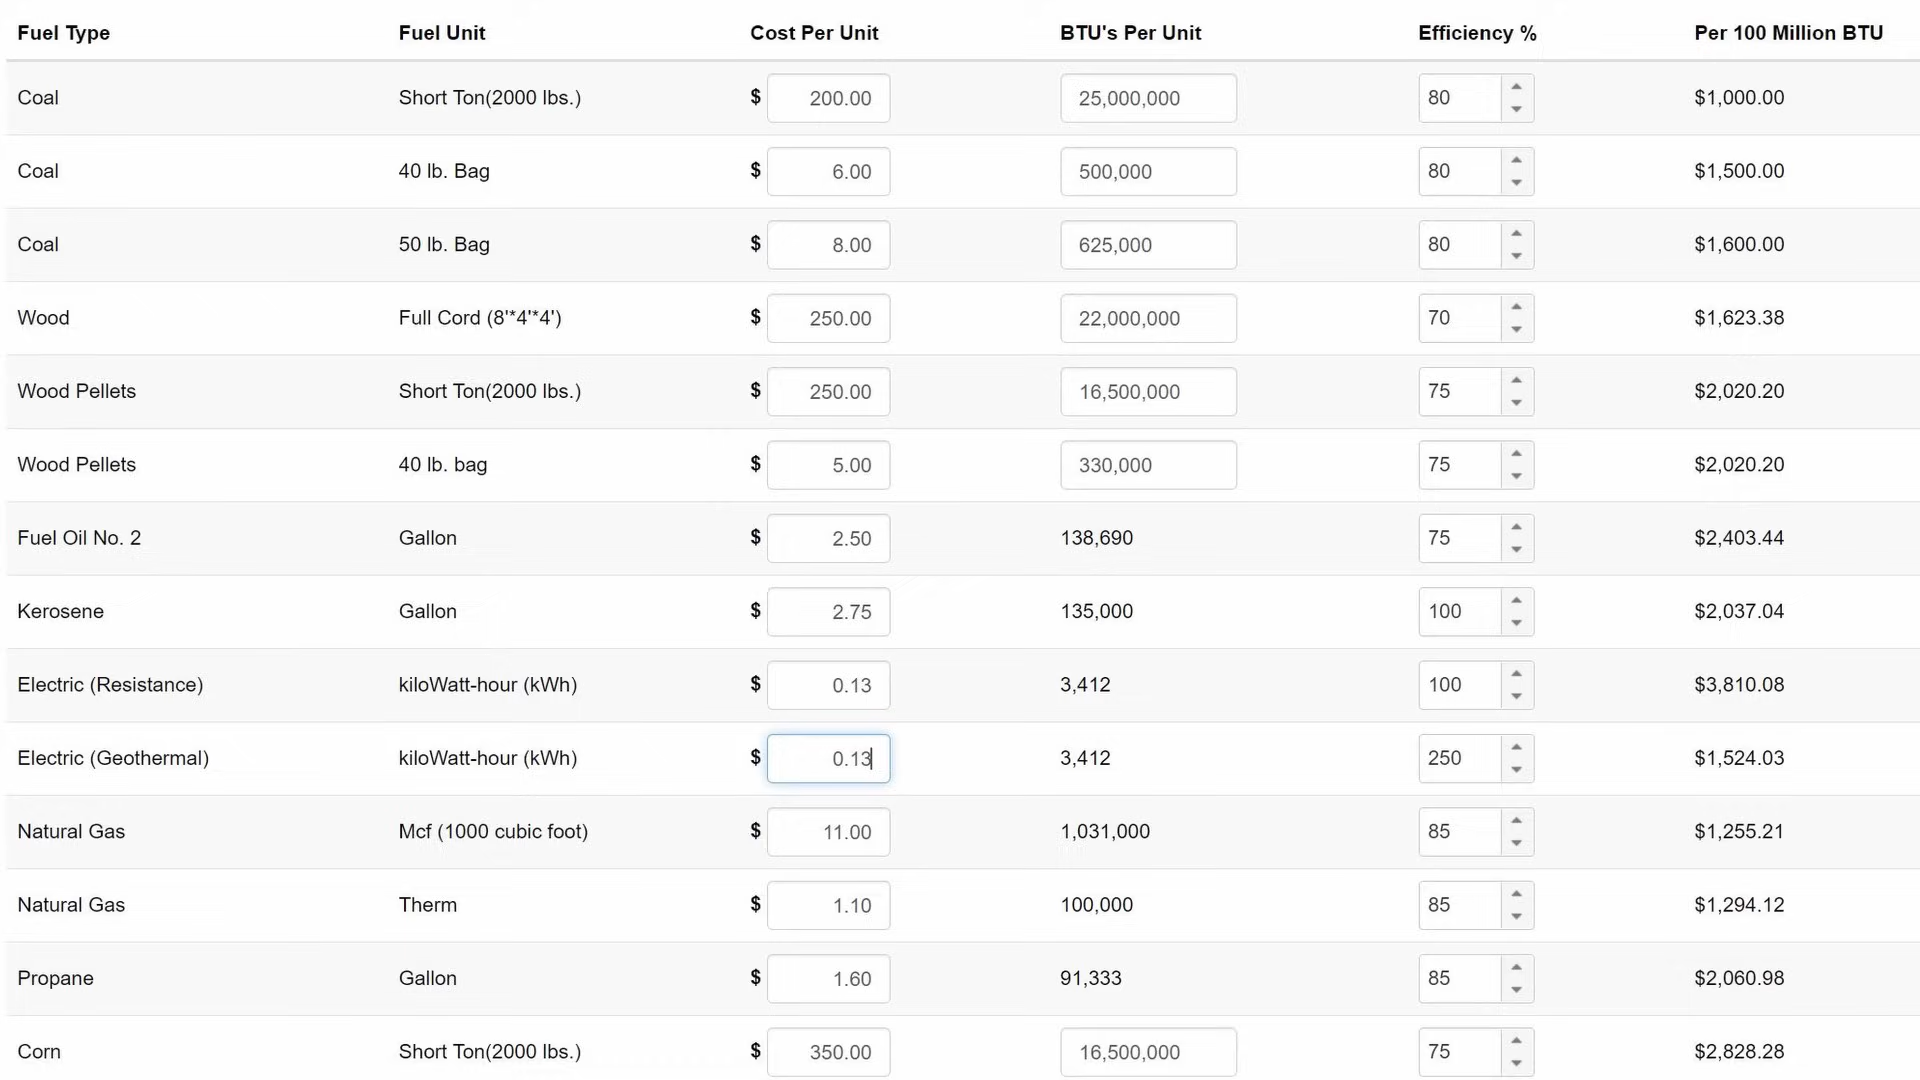 Fuel Type Fuel Unit Cost Per Unit BTU's Per Unit Efficiency % Per 100 Million BTU
Coal Short Ton(2000 lbs.) $ 200.00 25,000,000 80 $1,000.00
Coal 40 lb. Bag $ 6.00 500,000 80 $1,500.00
Coal 50 lb. Bag $ 8.00 625,000 80 $1,600.00
Wood Full Cord (8'*4'*4') $ 250.00 22,000,000 70 $1,623.38
Wood Pellets Short Ton(2000 lbs.) $ 250.00 16,500,000 75 $2,020.20
Wood Pellets 40 lb. bag $ 5.00 330,000 75 $2,020.20
Fuel Oil No. 2 Gallon $ 2.50 138,690 75 $2,403.44
Kerosene Gallon $ 2.75 135,000 100 $2,037.04
Electric (Resistance) kiloWatt-hour (kWh) $ 0.13 3,412 100 $3,810.08
Electric (Geothermal) kiloWatt-hour (kWh) $ 0.13 3,412 250 $1,524.03
Natural Gas Mcf (1000 cubic foot) $ 11.00 1,031,000 85 $1,255.21
Natural Gas Therm $ 1.10 100,000 85 $1,294.12
Propane Gallon $ 1.60 91,333 85 $2,060.98
Corn Short Ton(2000 lbs.) $ 350.00 16,500,000 75 $2,828.28